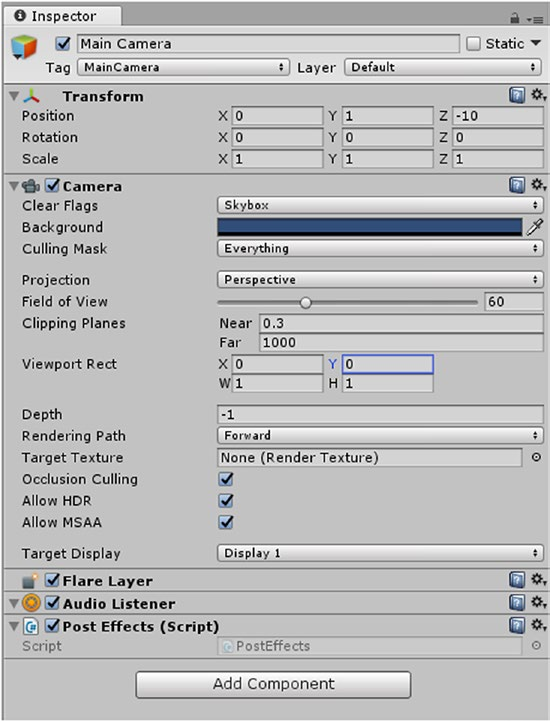 Inspector
Main Camera Static
Tag MainCamera Layer Default
Transform
Position X 0 Y 1 Z -10
Rotation X 0 Y 0 Z 0
Scale X 1 Y 1 Z 1
Camera
Clear Flags Skybox
Background
Culling Mask Everything
Projection Perspective
Field of View 60
Clipping Planes Near 0.3
Far 1000
Viewport Rect X 0 Y 0
W 1 H 1
Depth -1
Rendering Path Forward
Target Texture None (Render Texture)
Occlusion Culling
Allow HDR
Allow MSAA
Target Display Display 1
Flare Layer
Audio Listener
Post Effects (Script)
Script PostEffects
Add Component